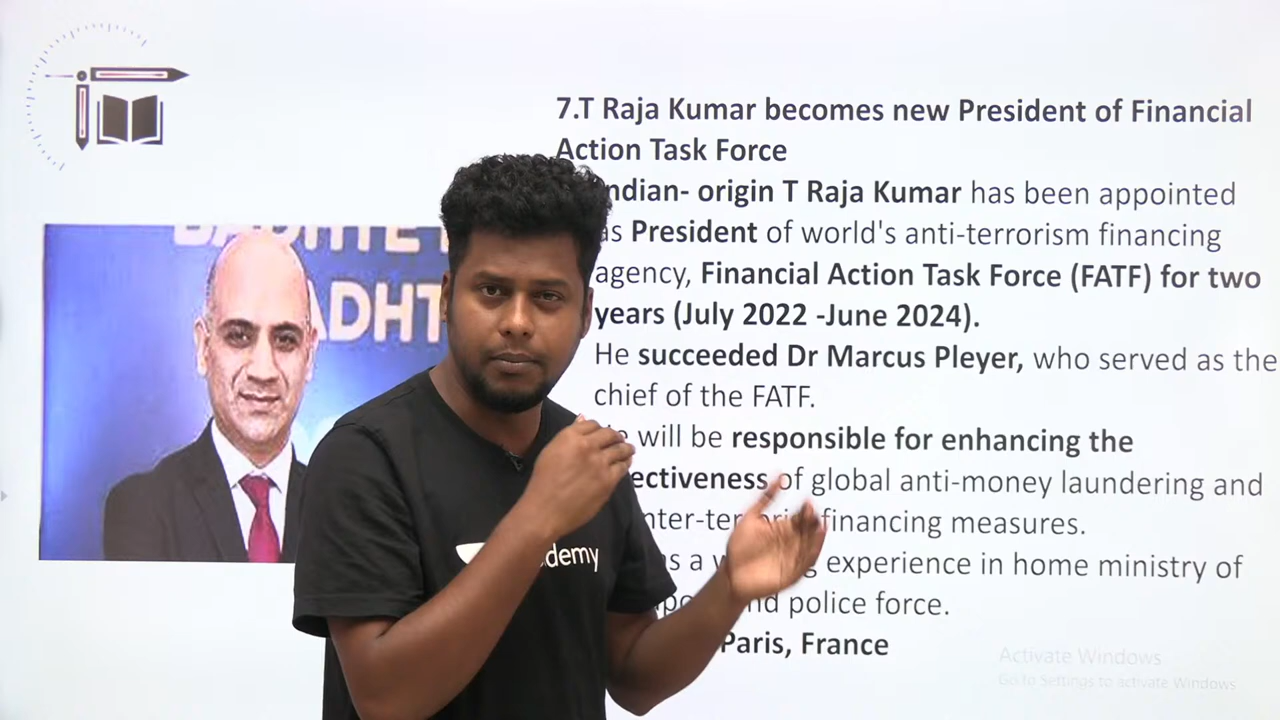 7.T Raja Kumar becomes new President of Financial
Action Task Force
ndian- origin T Raja Kumar has been appointed
as President of world's anti-terrorism financing
agency, Financial Action Task Force (FATF) for two
years (July 2022 -June 2024).
He succeeded Dr Marcus Pleyer, who served as the
chief of the FATF.
will be responsible for enhancing the
ectiveness of global anti-money laundering and
financing measures.
experience in home ministry of
nd police force.
Paris, France
ADHT
demy
Activate Windows
Go to Settings to activate Windows